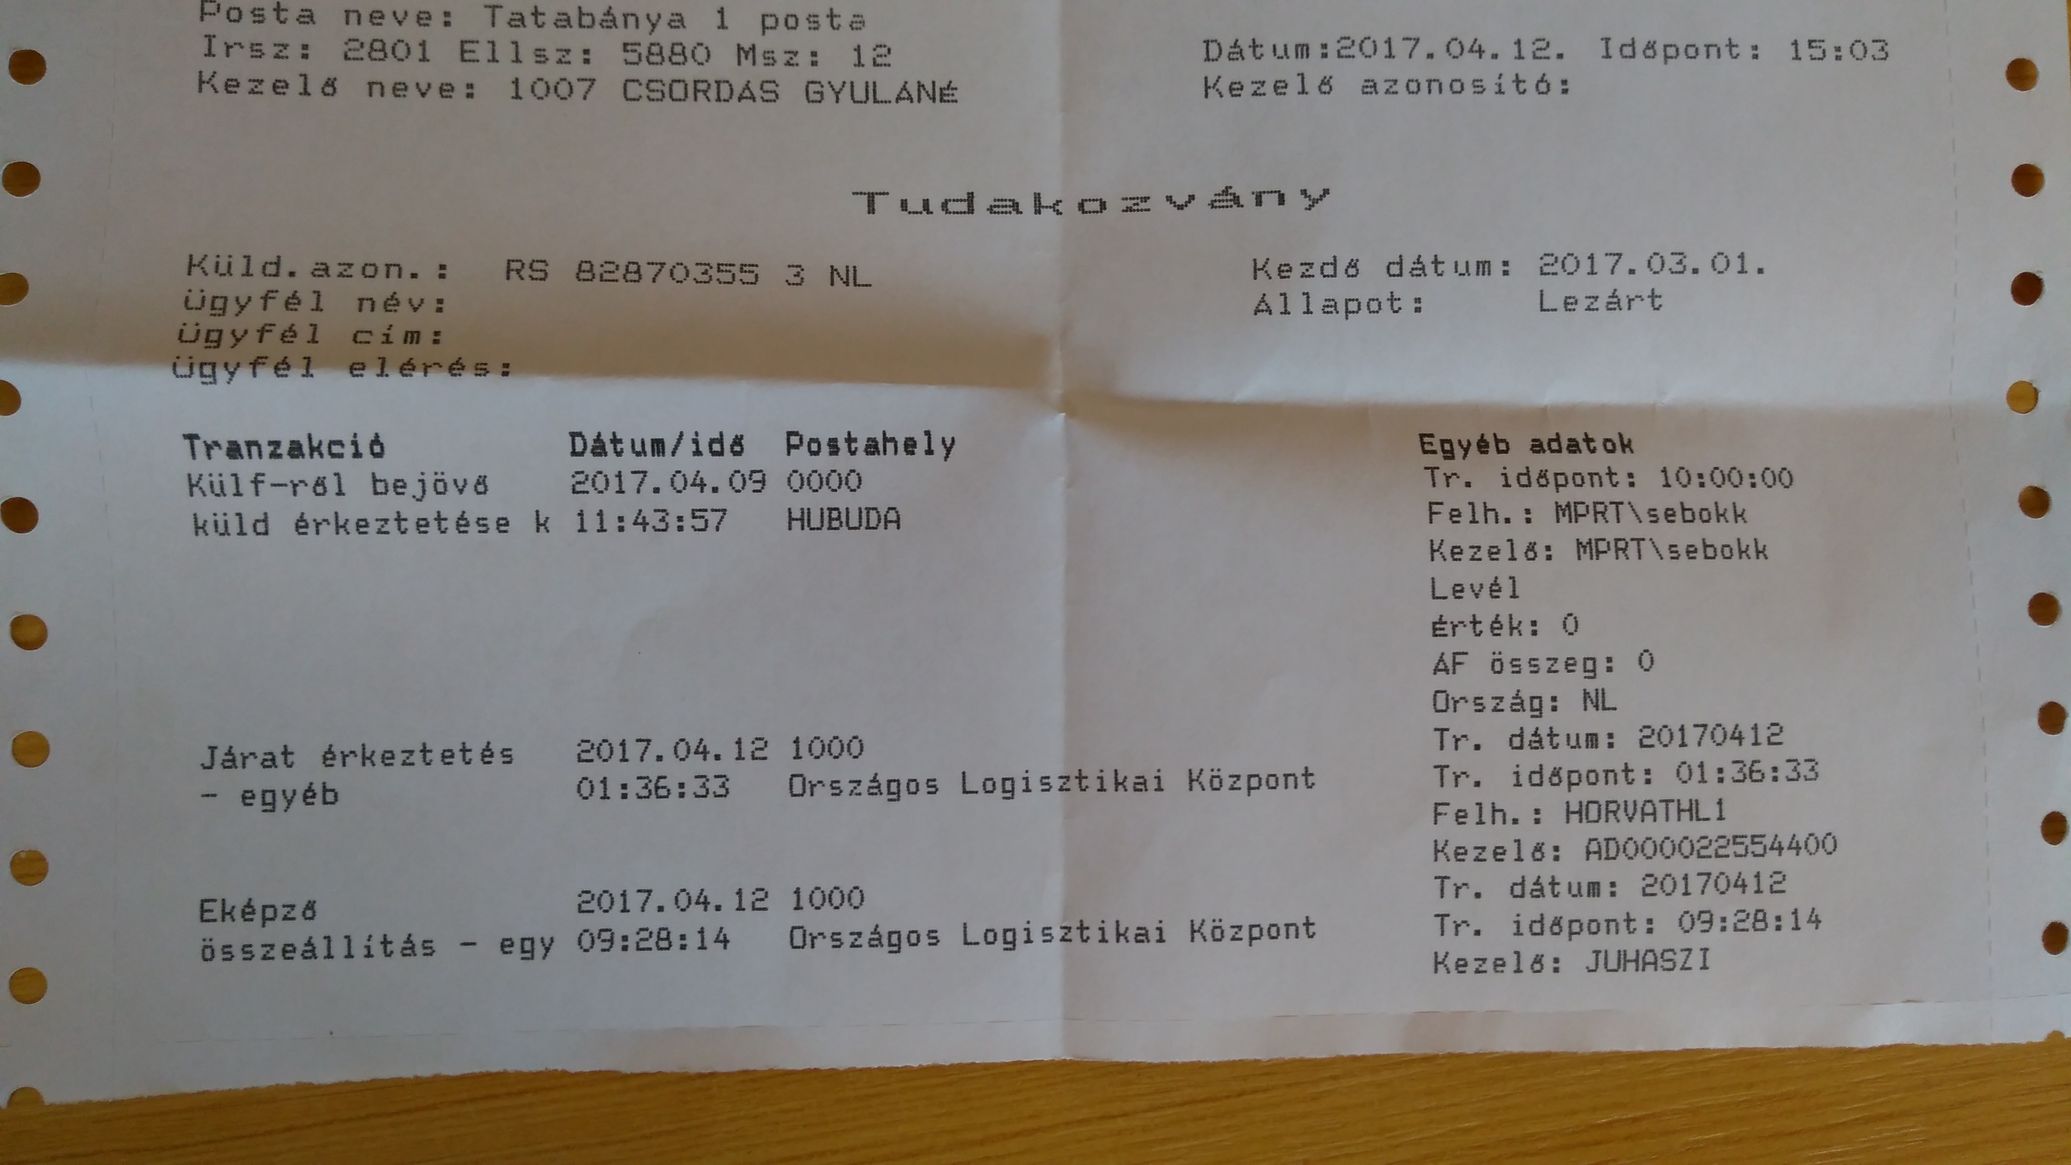 Posta neve: Tatabánya 1 posta
Irsz: 2801 Ellsz: 5880 Msz: 12
Dátum:2017.04.12. Időpont: 15:03
Kezelő neve: 1007 CSORDÁS GYULÁNÉ
Kezelő azonosító:
Tudakozvány
Küld.azon.: RS 82870355 3 NL
Kezdő dátum: 2017.03.01.
Ügyfél név:
Állapot: Lezárt
Ügyfél cím:
Ügyfél elérés:
Tranzakció Dátum/idő Postahely Egyéb adatok
Külf-ről bejövő 2017.04.09 0000
küld érkeztetése k 11:43:57 HUBUDA
Tr. időpont: 10:00:00
Felh.: MPRT\sebokk
Kezelő: MPRT\sebokk
Levél
Érték: 0
ÁF összeg: 0
Ország: NL
Járat érkeztetés 2017.04.12 1000
- egyéb 01:36:33 Országos Logisztikai Központ
Tr. dátum: 20170412
Tr. időpont: 01:36:33
Felh.: HORVATHL1
Kezelő: AD000022554400
Eképző 2017.04.12 1000
összeállítás - egy 09:28:14 Országos Logisztikai Központ
Tr. dátum: 20170412
Tr. időpont: 09:28:14
Kezelő: JUHASZI